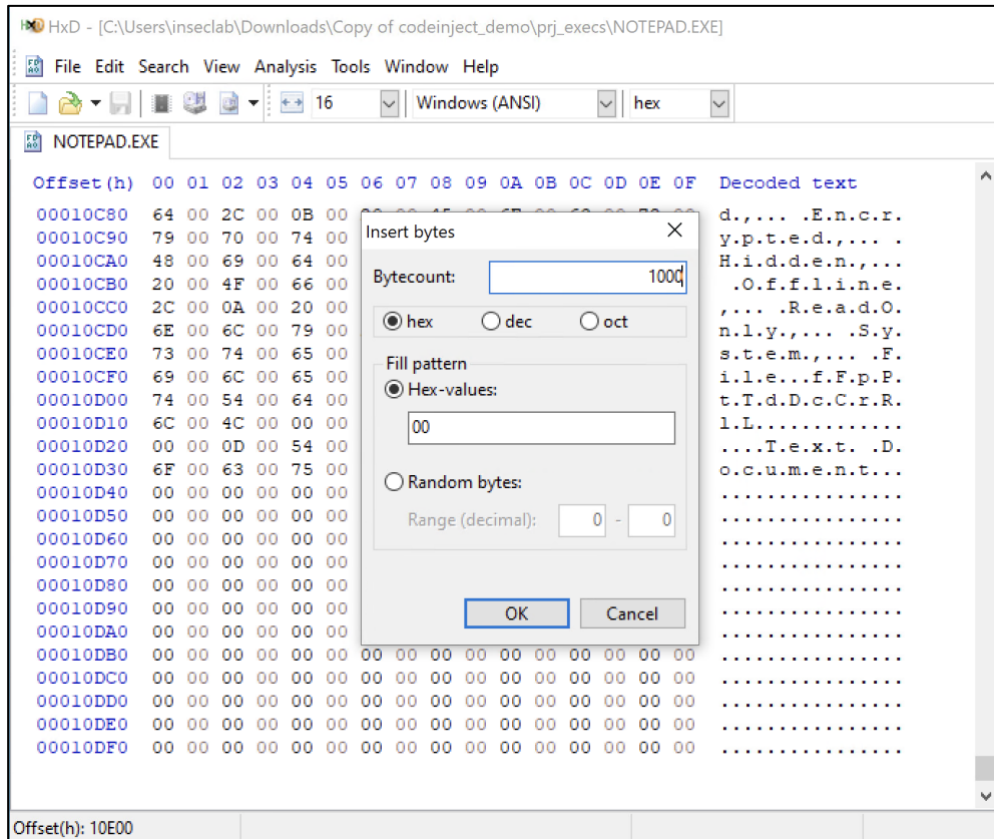 HxD - [C:\Users\inseclab\Downloads\Copy of codeinject_demo\prj_execs\NOTEPAD.EXE]
File Edit Search View Analysis Tools Window Help
16 Windows (ANSI) hex
NOTEPAD.EXE
Offset(h) 00 01 02 03 04 05 06 07 08 09 0A 0B 0C 0D 0E 0F Decoded text
00010C80 64 00 2C 00 0B 00 d.,... .E.n.c.r.
00010C90 79 00 70 00 74 00 y.p.t.e.d.,... .
00010CA0 48 00 69 00 64 00 H.i.d.d.e.n.,...
00010CB0 20 00 4F 00 66 00 .O.f.f.l.i.n.e.
00010CC0 2C 00 0A 00 20 00 ,... .R.e.a.d.O.
00010CD0 6E 00 6C 00 79 00 n.l.y.,... .S.y.
00010CE0 73 00 74 00 65 00 s.t.e.m.,... .F.
00010CF0 69 00 6C 00 65 00 i.l.e...f.F.p.P.
00010D00 74 00 54 00 64 00 t.T.d.D.c.C.r.R.
00010D10 6C 00 4C 00 00 00 l.L.............
00010D20 00 00 0D 00 54 00 ....T.e.x.t. .D.
00010D30 6F 00 63 00 75 00 o.c.u.m.e.n.t...
00010D40 00 00 00 00 00 00 ................
00010D50 00 00 00 00 00 00 ................
00010D60 00 00 00 00 00 00 ................
00010D70 00 00 00 00 00 00 ................
00010D80 00 00 00 00 00 00 ................
00010D90 00 00 00 00 00 00 ................
00010DA0 00 00 00 00 00 00 ................
00010DB0 00 00 00 00 00 00 00 00 00 00 00 00 00 00 00 00 ................
00010DC0 00 00 00 00 00 00 00 00 00 00 00 00 00 00 00 00 ................
00010DD0 00 00 00 00 00 00 00 00 00 00 00 00 00 00 00 00 ................
00010DE0 00 00 00 00 00 00 00 00 00 00 00 00 00 00 00 00 ................
00010DF0 00 00 00 00 00 00 00 00 00 00 00 00 00 00 00 00 ................
Insert bytes
Bytecount: 1000
hex dec oct
Fill pattern
Hex-values:
00
Random bytes:
Range (decimal): 0 - 0
OK Cancel
Offset(h): 10E00